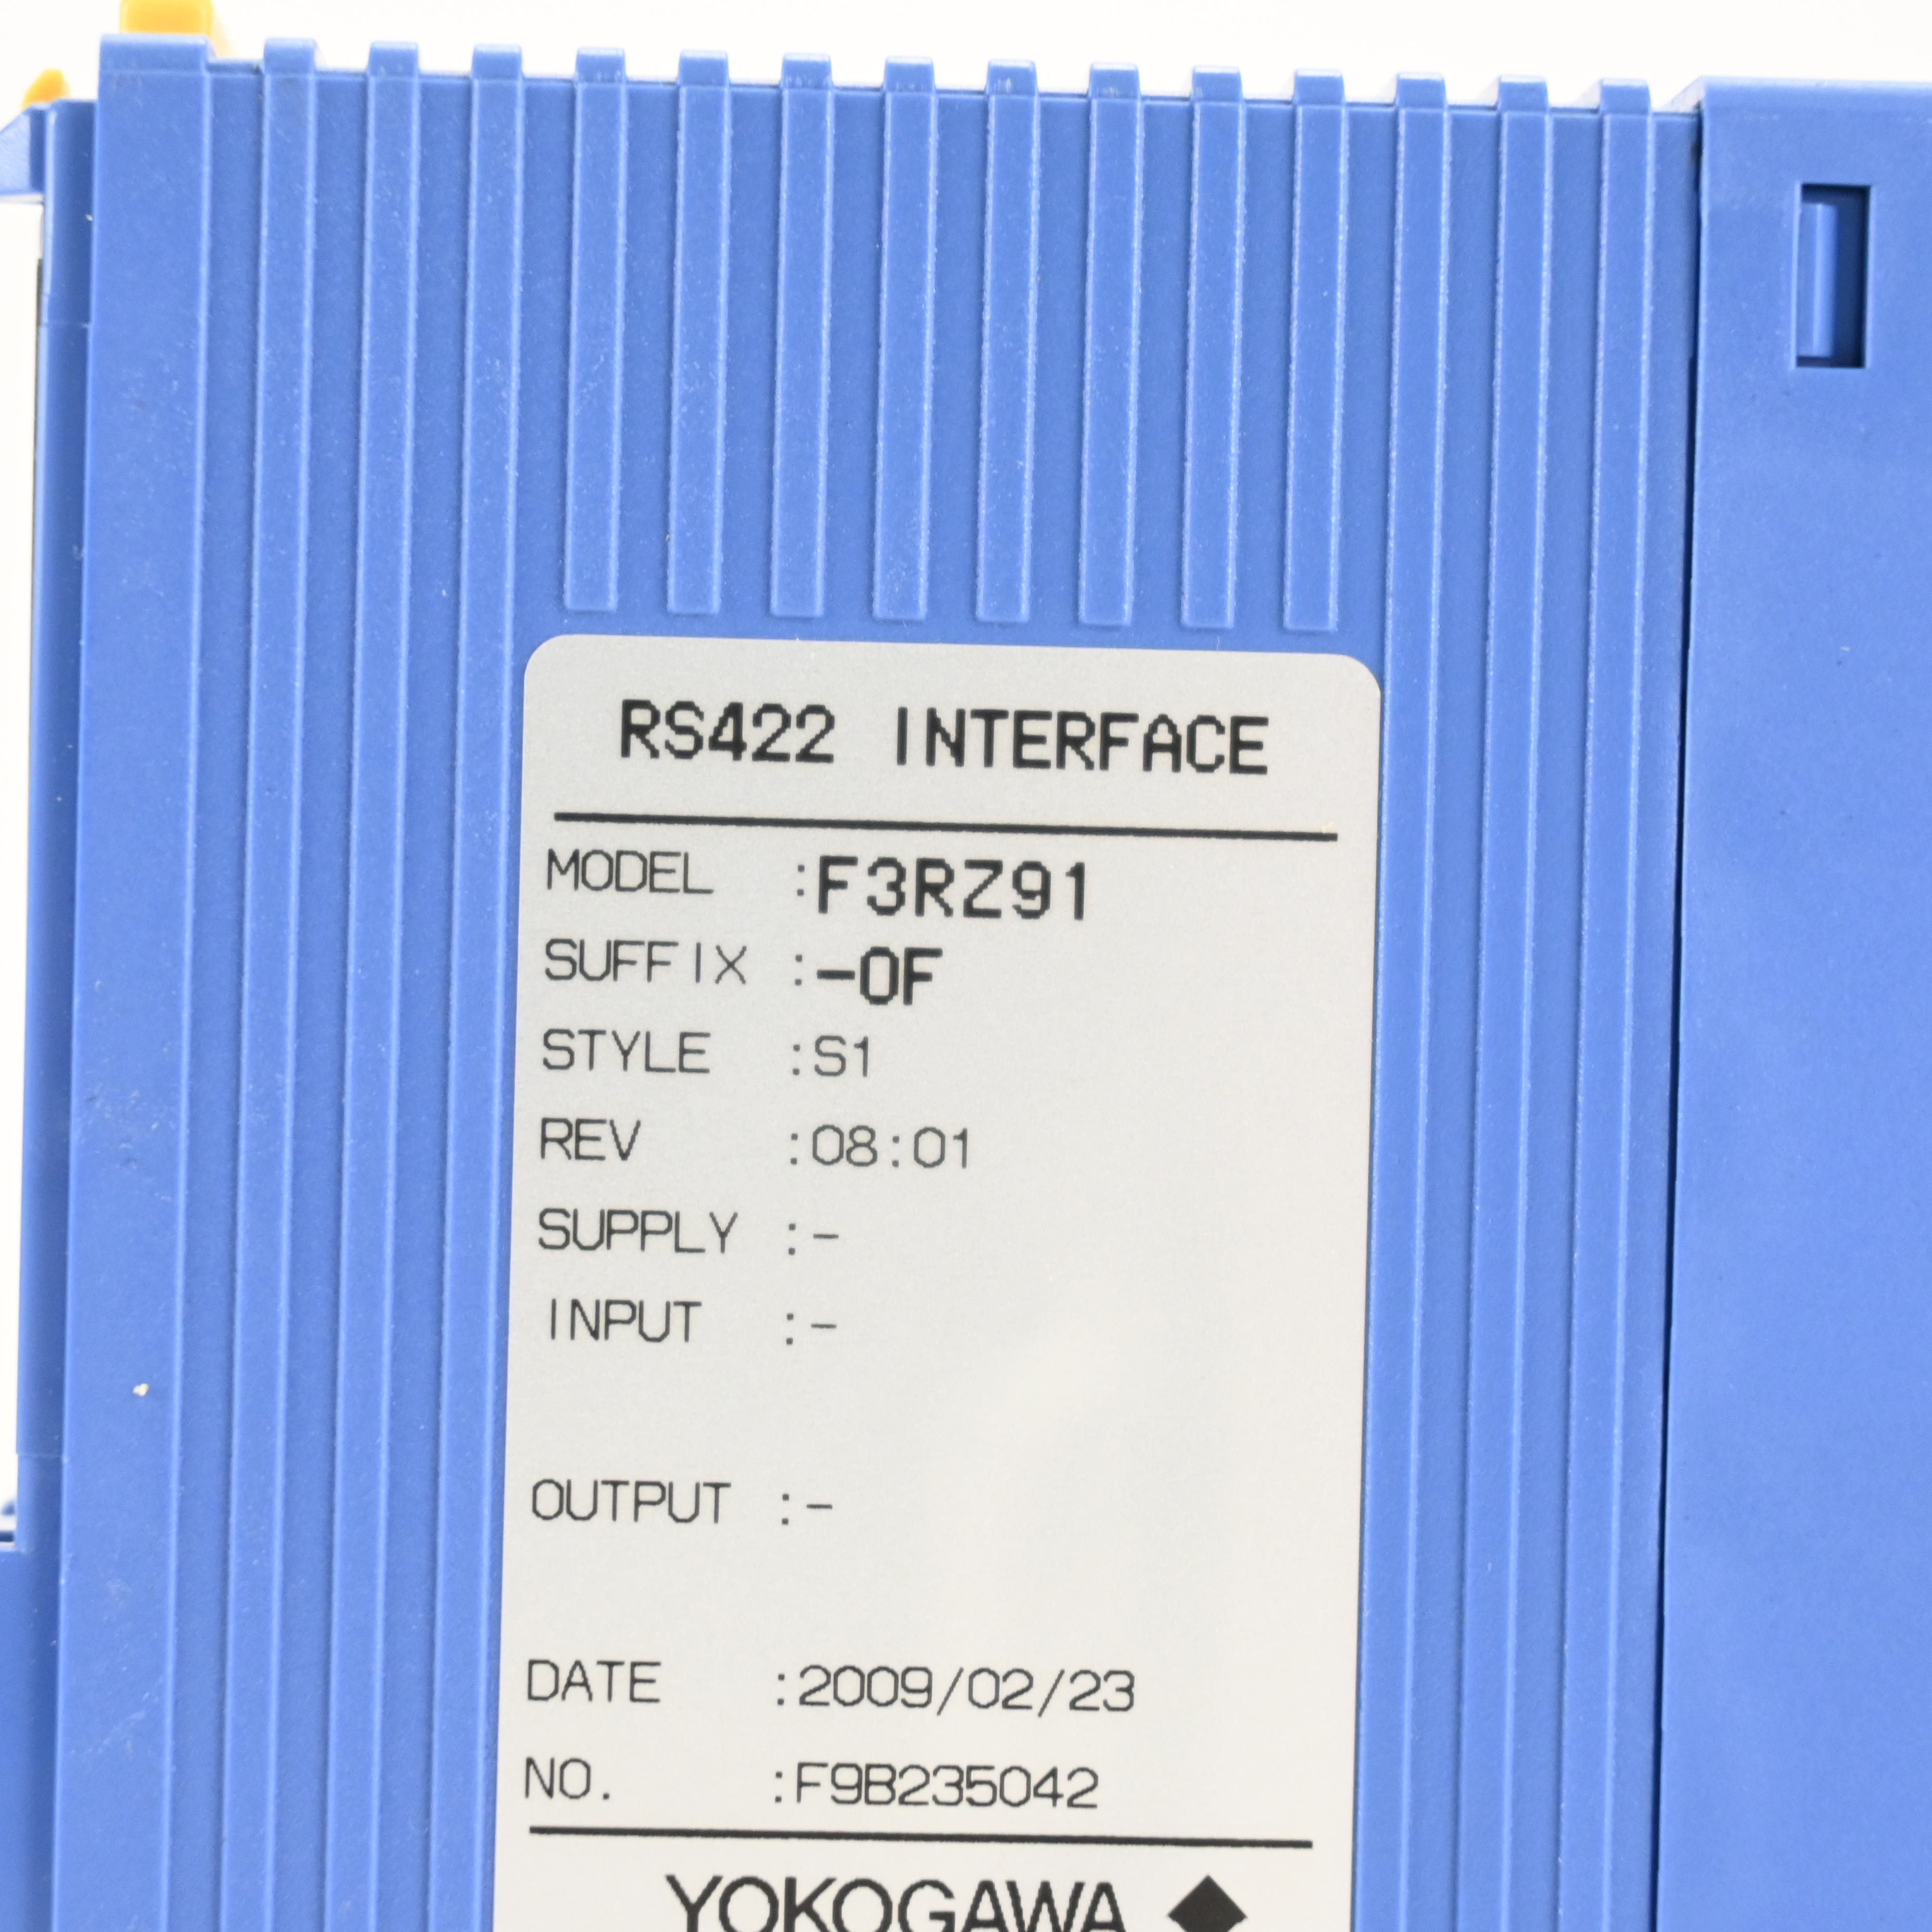 RS422 INTERFACE
MODEL :F3RZ91
SUFFIX :-0F
STYLE :S1
REV :08:01
SUPPLY :-
INPUT :-
OUTPUT :-
DATE :2009/02/23
NO. :F9B235042
YOKOGAWA ◆